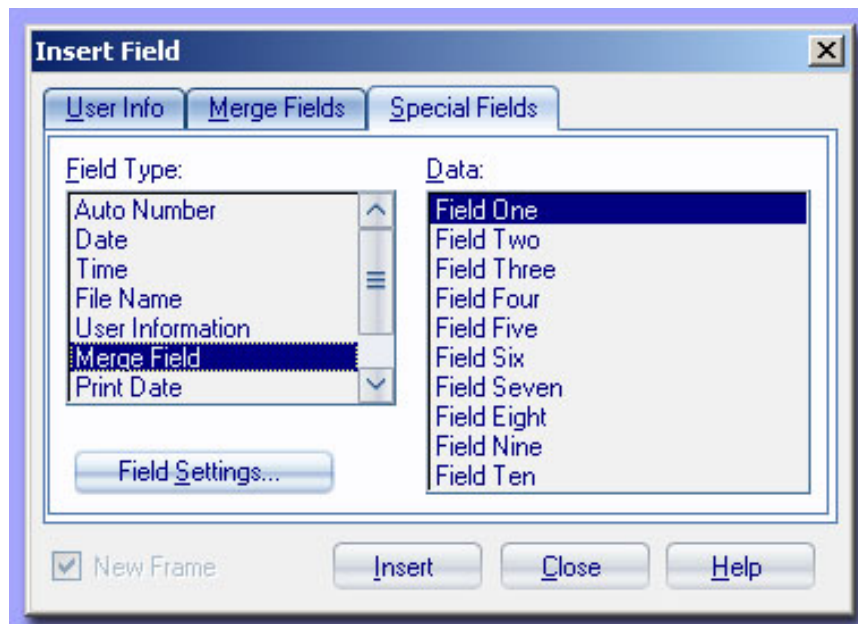 Insert Field
User Info Merge Fields Special Fields
Field Type:
Auto Number
Date
Time
File Name
User Information
Merge Field
Print Date
Field Settings...
Data:
Field One
Field Two
Field Three
Field Four
Field Five
Field Six
Field Seven
Field Eight
Field Nine
Field Ten
New Frame Insert Close Help